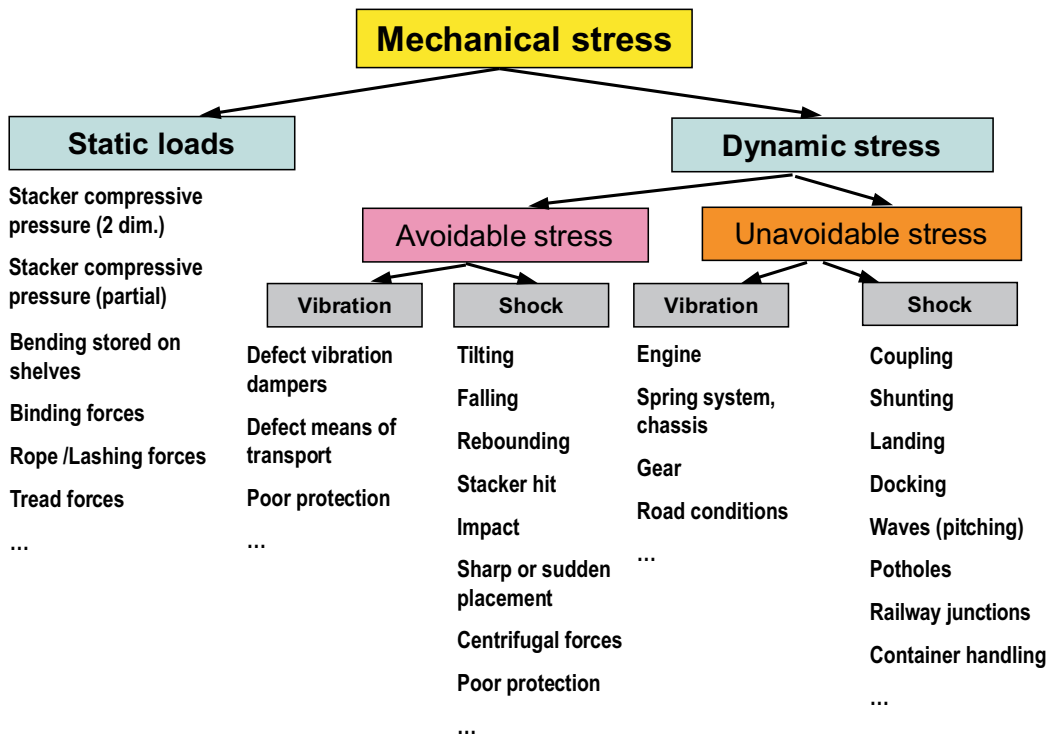 Mechanical stress
Static loads
Stacker compressive
pressure (2 dim.)
Stacker compressive
pressure (partial)
Bending stored on
shelves
Binding forces
Rope /Lashing forces
Tread forces
…
Dynamic stress
Avoidable stress
Vibration
Defect vibration
dampers
Defect means of
transport
Poor protection
…
Shock
Tilting
Falling
Rebounding
Stacker hit
Impact
Sharp or sudden
placement
Centrifugal forces
Poor protection
…
Unavoidable stress
Vibration
Engine
Spring system,
chassis
Gear
Road conditions
…
Shock
Coupling
Shunting
Landing
Docking
Waves (pitching)
Potholes
Railway junctions
Container handling
…